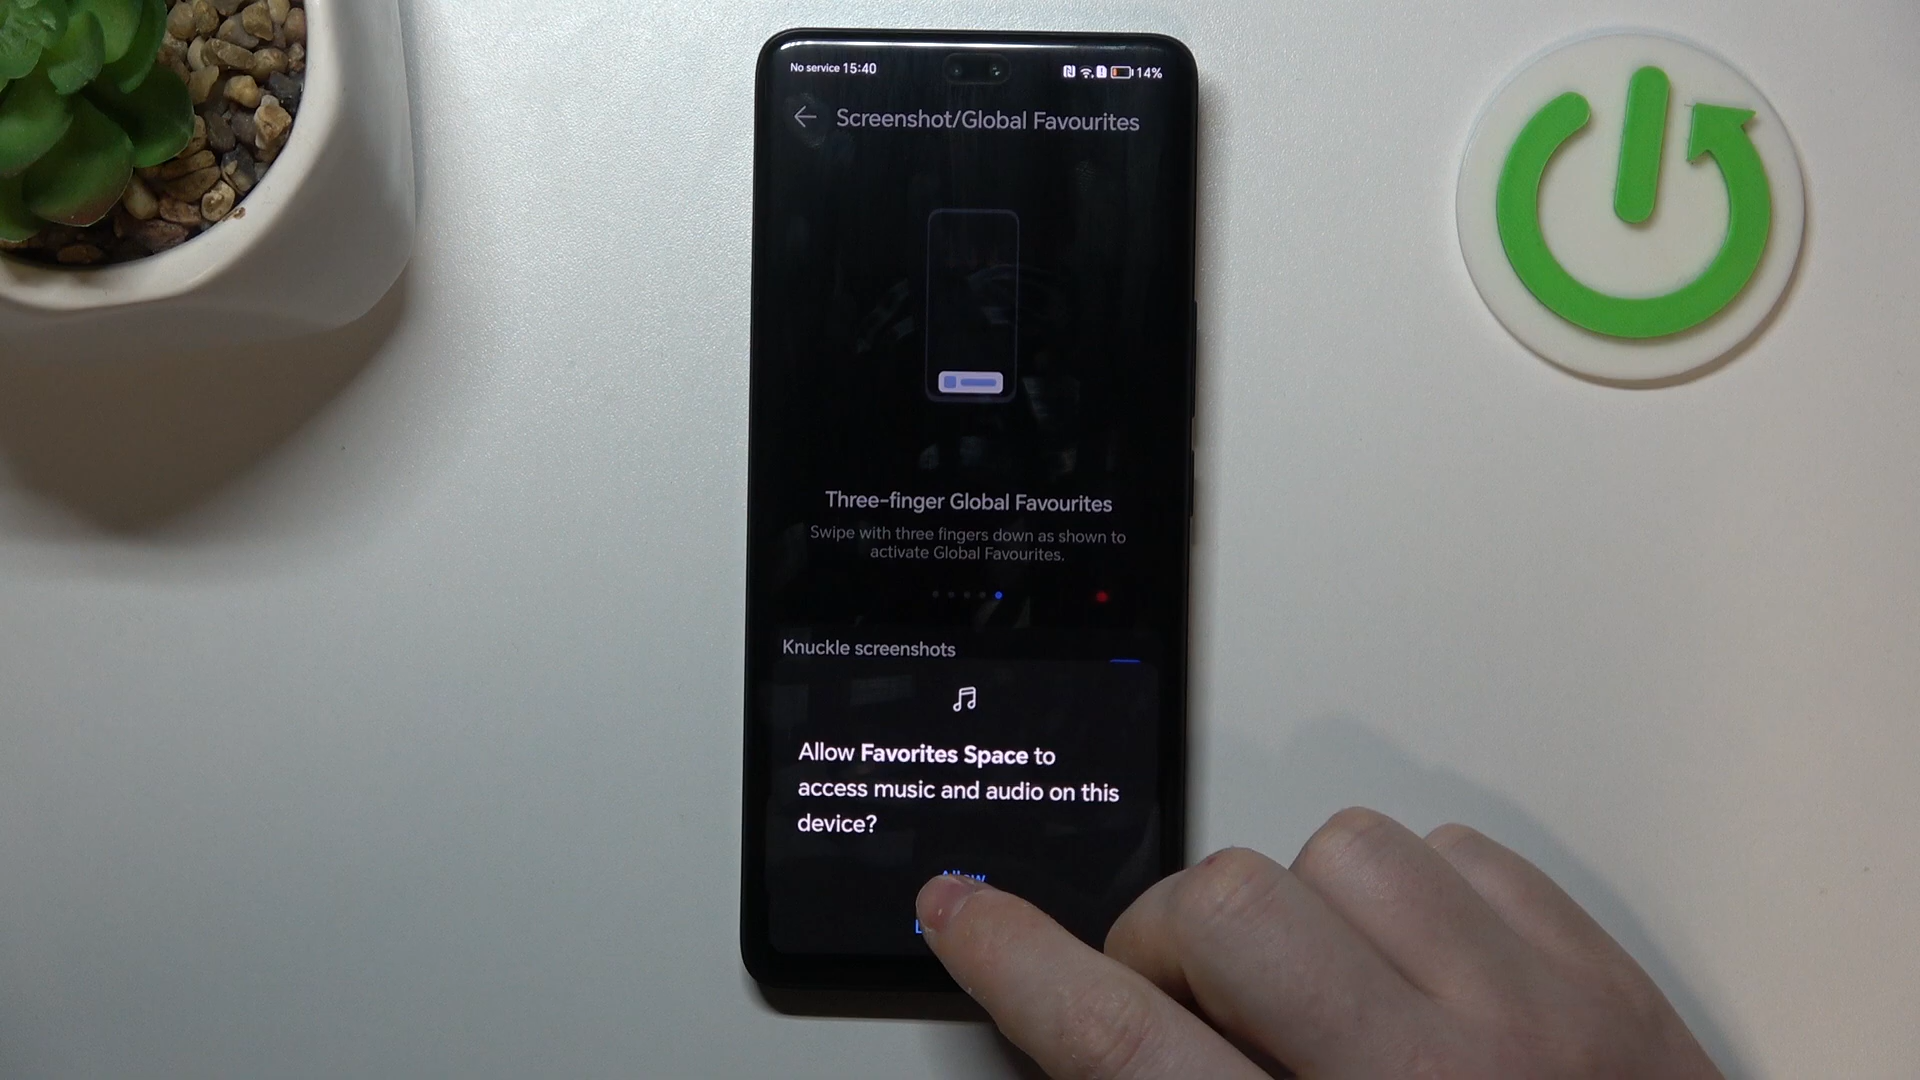 No service 15:40
14%
Screenshot/Global Favourites
Three-finger Global Favourites
Swipe with three fingers down as shown to
activate Global Favourites.
Knuckle screenshots
Allow Favorites Space to
access music and audio on this
device?
Allow